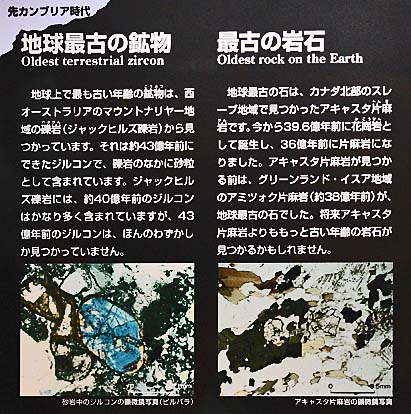 先カンブリア時代
地球最古の鉱物
Oldest terrestrial zircon
地球上で最も古い年齢の鉱物は、西
オーストラリアのマウントナリヤー地
域の礫岩（ジャックヒルズ礫岩）から見
つかっています。それは約43億年前に
できたジルコンで、礫岩のなかに砂粒
として含まれています。ジャックヒル
ズ礫岩には、約40億年前のジルコン
はかなり多く含まれていますが、43
億年前のジルコンは、ほんのわずかし
か見つかっていません。
砂岩中のジルコンの顕微鏡写真（ピルバラ）
最古の岩石
Oldest rock on the Earth
地球最古の石は、カナダ北部のスレ
ーブ地域で見つかったアキャスタ片麻
岩です。今から39.6億年前に花崗岩と
して誕生し、36億年前に片麻岩にな
りました。アキャスタ片麻岩が見つか
る前は、グリーンランド・イスア地域
のアミツォク片麻岩（約38億年前）が、
地球最古の石でした。将来アキャスタ
片麻岩よりももっと古い年齢の岩石が
見つかるかもしれません。
アキャスタ片麻岩の顕微鏡写真